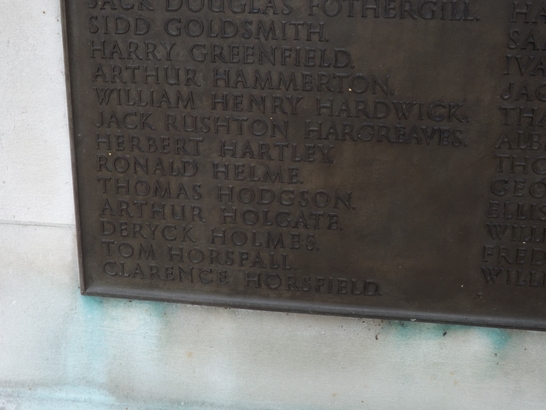 JACK DOUGLAS FOTHERGILL.
SIDD GOLDSMITH.
HARRY GREENFIELD.
ARTHUR HAMMERTON.
WILLIAM HENRY HARDWICK.
JACK RUSHTON HARGREAVES.
HERBERT HARTLEY.
RONALD HELME.
THOMAS HODGSON.
ARTHUR HOLGATE.
DERYCK HOLMES.
TOM HORSFALL.
CLARENCE HORSFIELD.